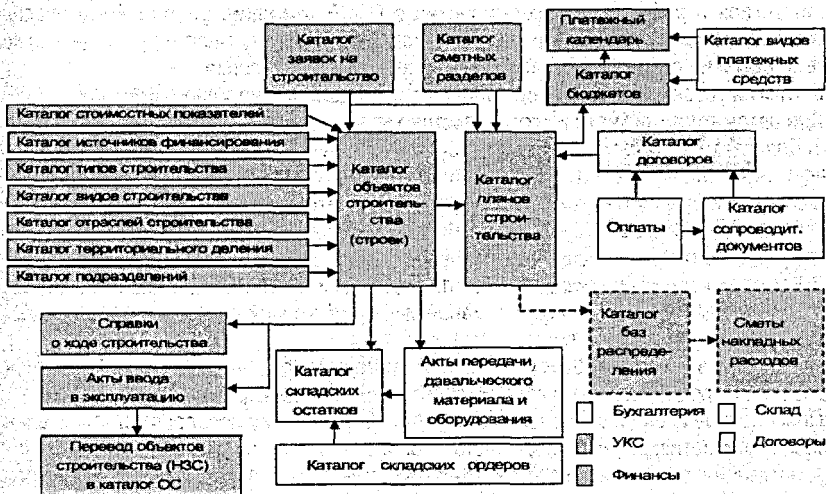 Каталог
заявок на
строительство
Каталог
сметных
разделов
Платежный
календарь
Каталог
бюджетов
Каталог видов
платежных
средств
Каталог стоимостных показателей
Каталог источников финансирования
Каталог типов строительства
Каталог видов строительства
Каталог отраслей строительства
Каталог территориального деления
Каталог подразделений
Каталог
объектов
строитель-
ства
(строек)
Каталог
планов
строи-
тельства
Каталог
договоров
Оплаты
Каталог
сопроводит.
документов
Справки
о ходе строительства
Акты ввода
в эксплуатацию
Перевод объектов
строительства (НЗС)
в каталог ОС
Каталог
складских
остатков
Акты передачи
давальческого
материала и
оборудования
Каталог складских ордеров
Каталог
баз
распреде-
ления
Сметы
накладных
расходов
Бухгалтерия
Склад
УКС
Договоры
Финансы